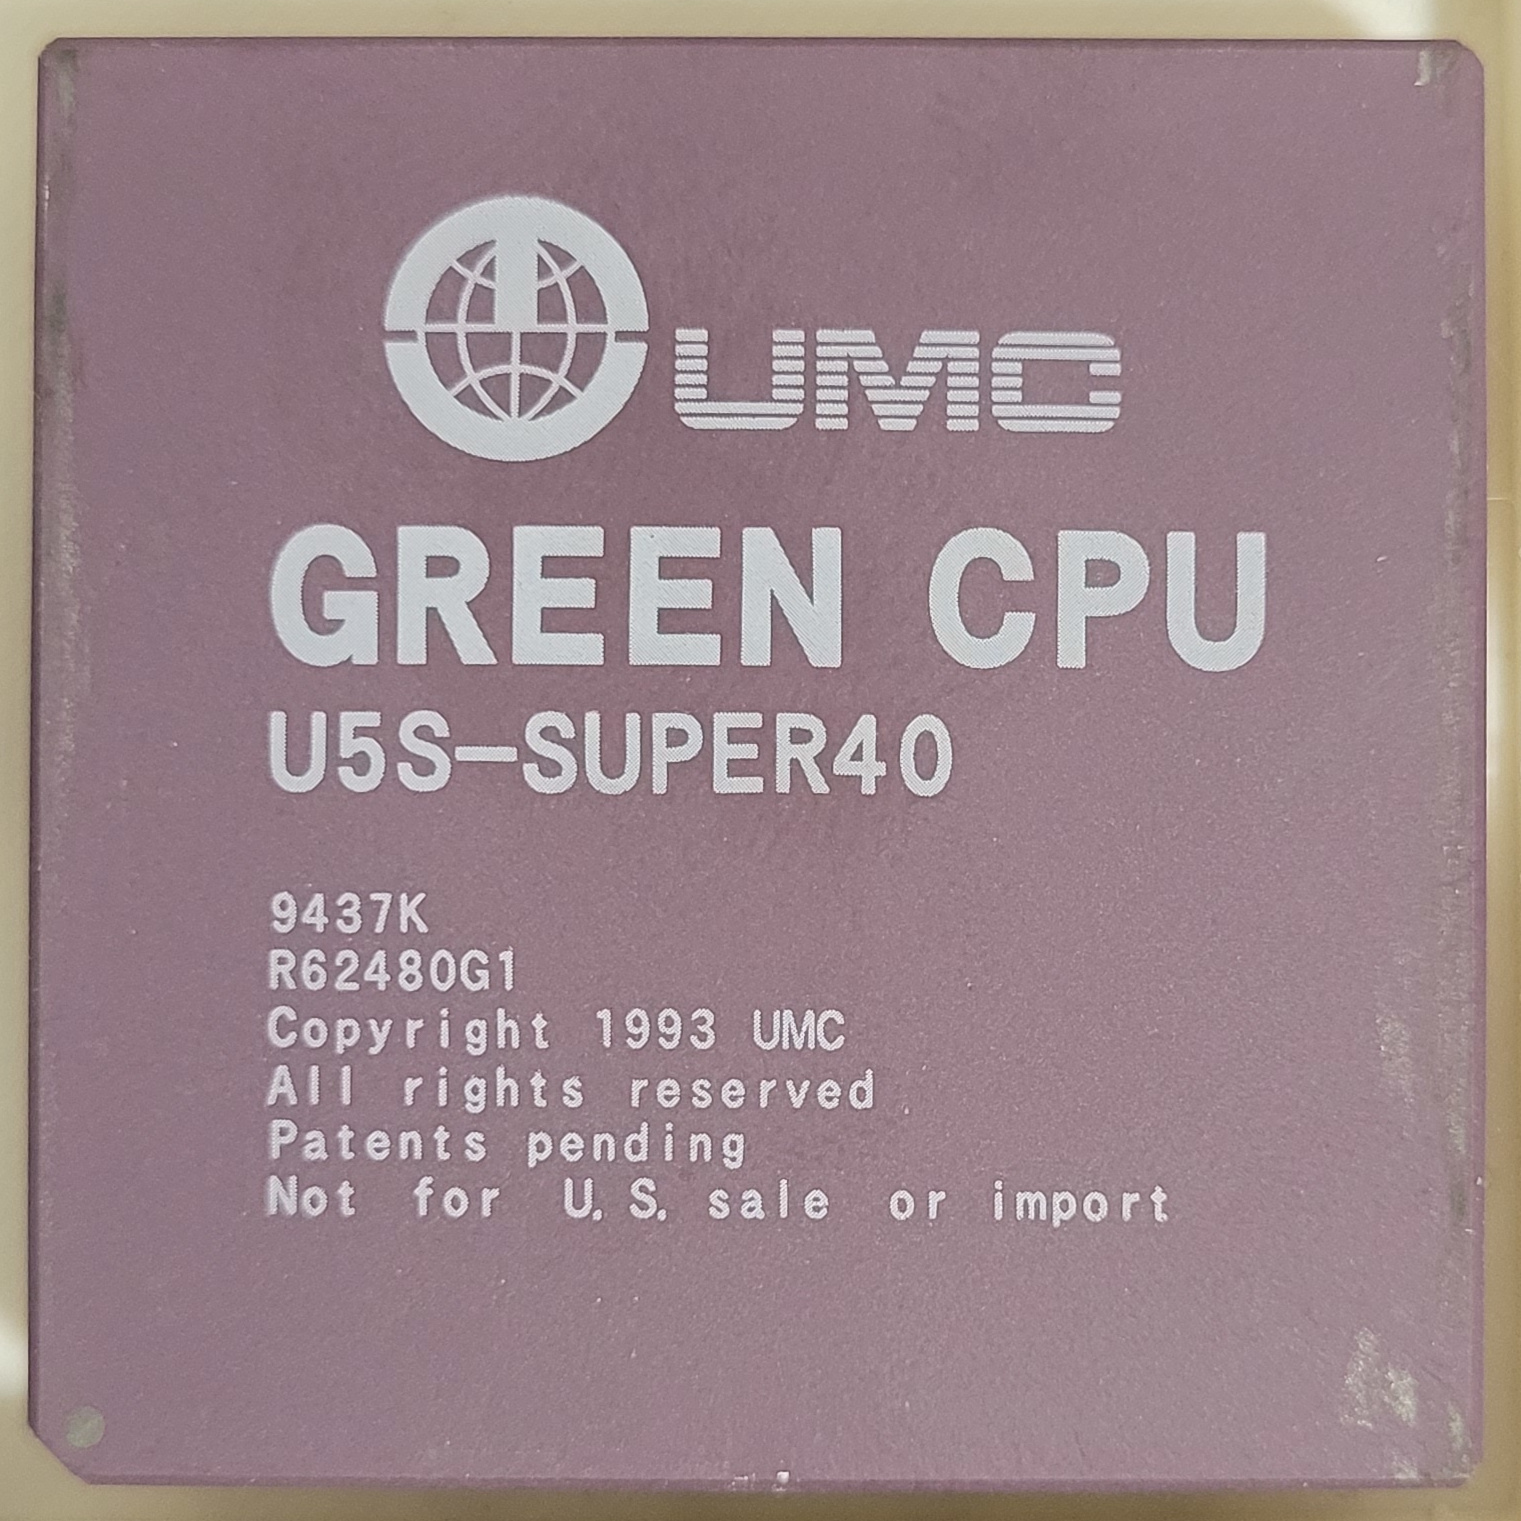 UMC
GREEN CPU
U5S-SUPER40
9437K
R62480G1
Copyright 1993 UMC
All rights reserved
Patents pending
Not for U.S. sale or import